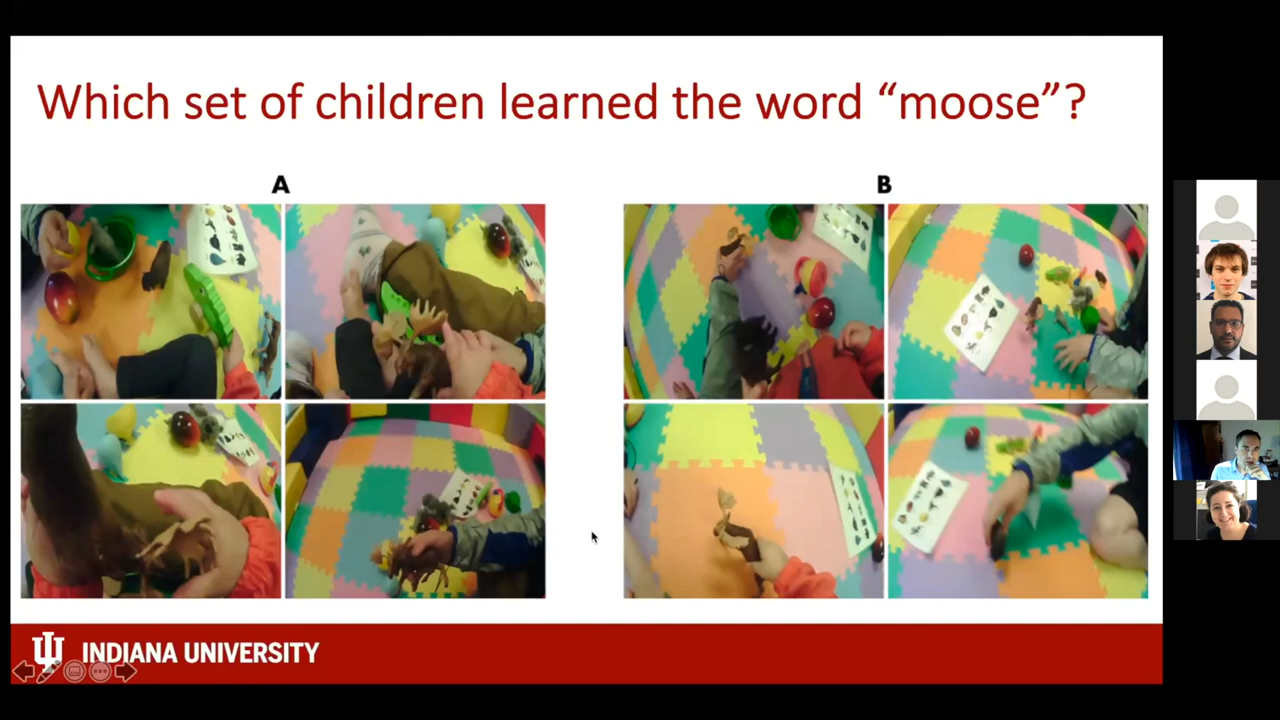 Which set of children learned the word “moose”?
A
B
INDIANA UNIVERSITY